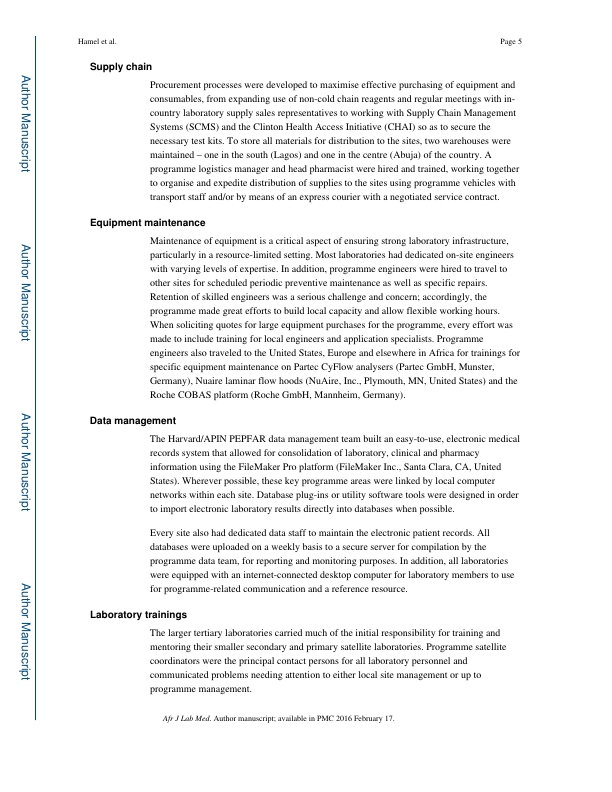 Hamel et al.
Page 5
Supply chain
Procurement processes were developed to maximise effective purchasing of equipment and
consumables, from expanding use of non-cold chain reagents and regular meetings with in-
country laboratory supply sales representatives to working with Supply Chain Management
Systems (SCMS) and the Clinton Health Access Initiative (CHAI) so as to secure the
necessary test kits. To store all materials for distribution to the sites, two warehouses were
maintained – one in the south (Lagos) and one in the centre (Abuja) of the country. A
programme logistics manager and head pharmacist were hired and trained, working together
to organise and expedite distribution of supplies to the sites using programme vehicles with
transport staff and/or by means of an express courier with a negotiated service contract.
Equipment maintenance
Maintenance of equipment is a critical aspect of ensuring strong laboratory infrastructure,
particularly in a resource-limited setting. Most laboratories had dedicated on-site engineers
with varying levels of expertise. In addition, programme engineers were hired to travel to
other sites for scheduled periodic preventive maintenance as well as specific repairs.
Retention of skilled engineers was a serious challenge and concern; accordingly, the
programme made great efforts to build local capacity and allow flexible working hours.
When soliciting quotes for large equipment purchases for the programme, every effort was
made to include training for local engineers and application specialists. Programme
engineers also traveled to the United States, Europe and elsewhere in Africa for trainings for
specific equipment maintenance on Partec CyFlow analysers (Partec GmbH, Munster,
Germany), Nuaire laminar flow hoods (NuAire, Inc., Plymouth, MN, United States) and the
Roche COBAS platform (Roche GmbH, Mannheim, Germany).
Data management
The Harvard/APIN PEPFAR data management team built an easy-to-use, electronic medical
records system that allowed for consolidation of laboratory, clinical and pharmacy
information using the FileMaker Pro platform (FileMaker Inc., Santa Clara, CA, United
States). Wherever possible, these key programme areas were linked by local computer
networks within each site. Database plug-ins or utility software tools were designed in order
to import electronic laboratory results directly into databases when possible.
Every site also had dedicated data staff to maintain the electronic patient records. All
databases were uploaded on a weekly basis to a secure server for compilation by the
programme data team, for reporting and monitoring purposes. In addition, all laboratories
were equipped with an internet-connected desktop computer for laboratory members to use
for programme-related communication and a reference resource.
Laboratory trainings
The larger tertiary laboratories carried much of the initial responsibility for training and
mentoring their smaller secondary and primary satellite laboratories. Programme satellite
coordinators were the principal contact persons for all laboratory personnel and
communicated problems needing attention to either local site management or up to
programme management.
Afr J Lab Med. Author manuscript; available in PMC 2016 February 17.
Author Manuscript
Author Manuscript
Author Manuscript
Author Manuscript